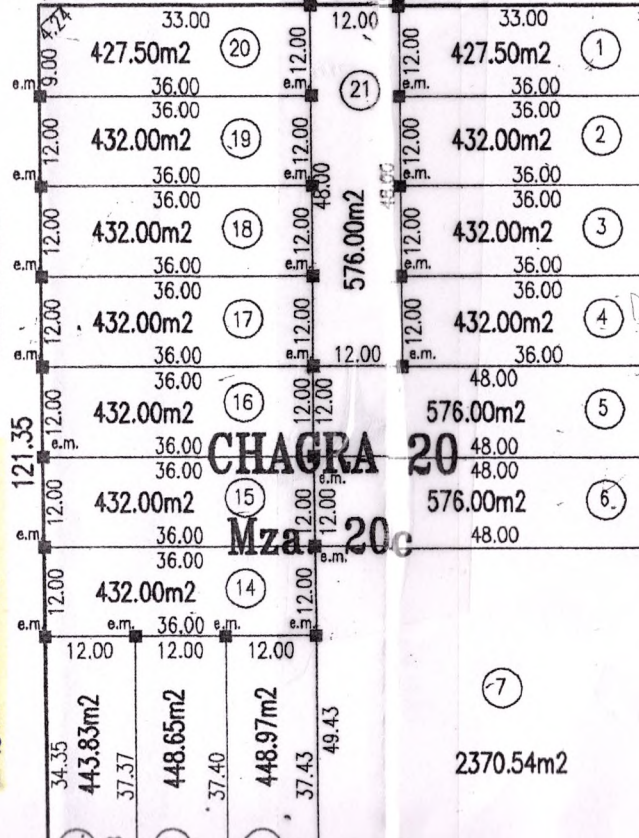 33.00 12.00 33.00
4.24 427.50m2 20 12.00 427.50m2 1
9.00 21
e.m. 36.00 e.m. e.m. 36.00
36.00 36.00
12.00 432.00m2 19 12.00 12.00 432.00m2 2
e.m. 36.00 e.m. 48.00 48.00 e.m. 36.00
36.00 36.00
12.00 432.00m2 18 12.00 576.00m2 12.00 432.00m2 3
e.m. 36.00 e.m. e.m. 36.00
36.00 36.00
12.00 432.00m2 17 12.00 12.00 432.00m2 4
e.m. 36.00 e.m. 12.00 e.m. 36.00
36.00 48.00
12.00 432.00m2 16 12.00 12.00 576.00m2 5
121.35
e.m. 36.00 CHAGRA 20 48.00
36.00 e.m. 48.00
12.00 432.00m2 15 12.00 12.00 576.00m2 6
e.m. 36.00 Mza 20c 48.00
36.00 e.m.
12.00 432.00m2 14 12.00
e.m. e.m. 36.00 e.m. e.m.
12.00 12.00 12.00
7
34.35 443.83m2 37.37 448.65m2 37.40 448.97m2 37.43 49.43
2370.54m2